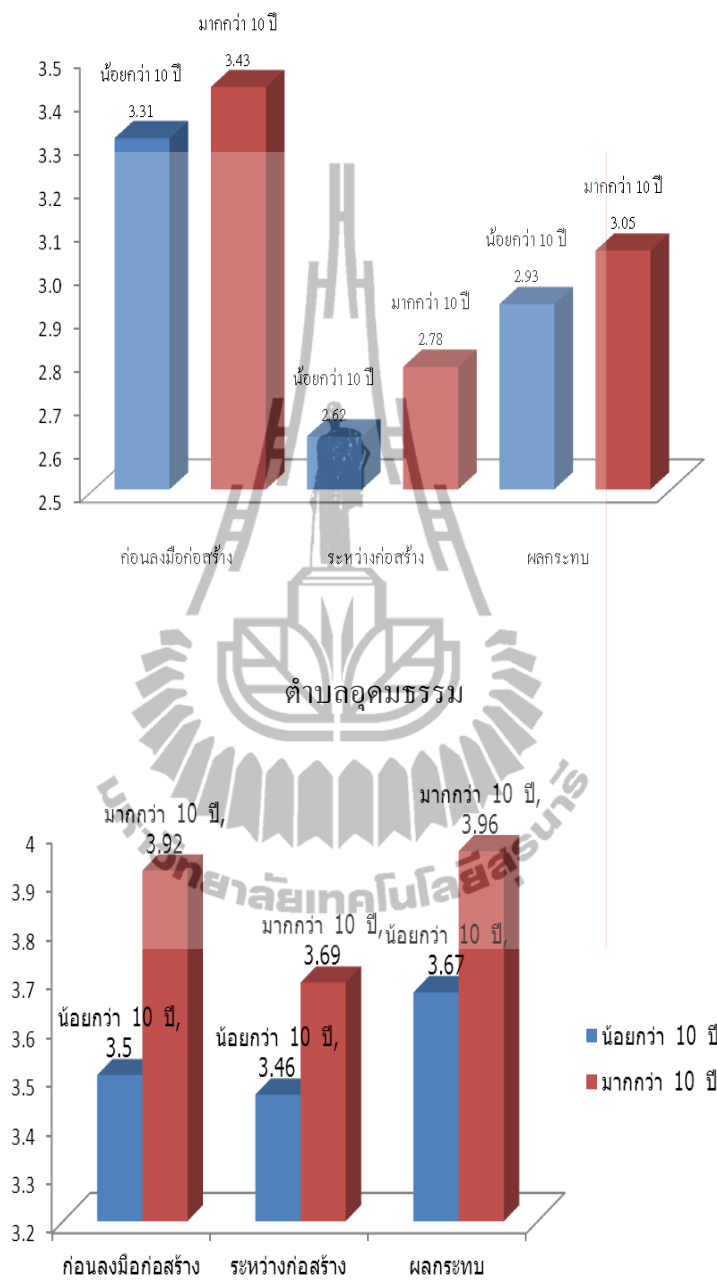 มากกว่า 10 ปี
3.43
น้อยกว่า 10 ปี
3.31
มากกว่า 10 ปี
3.05
น้อยกว่า 10 ปี
2.93
มากกว่า 10 ปี
2.78
น้อยกว่า 10 ปี
2.62
3.5
3.4
3.3
3.2
3.1
3.0
2.9
2.8
2.7
2.6
2.5
ก่อนลงมือก่อสร้าง ระหว่างก่อสร้าง ผลกระทบ
ตำบลอุดมธรรม
มหาวิทยาลัยเทคโนโลยีสุรนารี
มากกว่า 10 ปี,
3.92
มากกว่า 10 ปี,
3.96
มากกว่า 10 ปี,
3.69
น้อยกว่า 10 ปี,
3.67
น้อยกว่า 10 ปี,
3.5
น้อยกว่า 10 ปี,
3.46
4
3.9
3.8
3.7
3.6
3.5
3.4
3.3
3.2
น้อยกว่า 10 ปี
มากกว่า 10 ปี
ก่อนลงมือก่อสร้าง ระหว่างก่อสร้าง ผลกระทบ